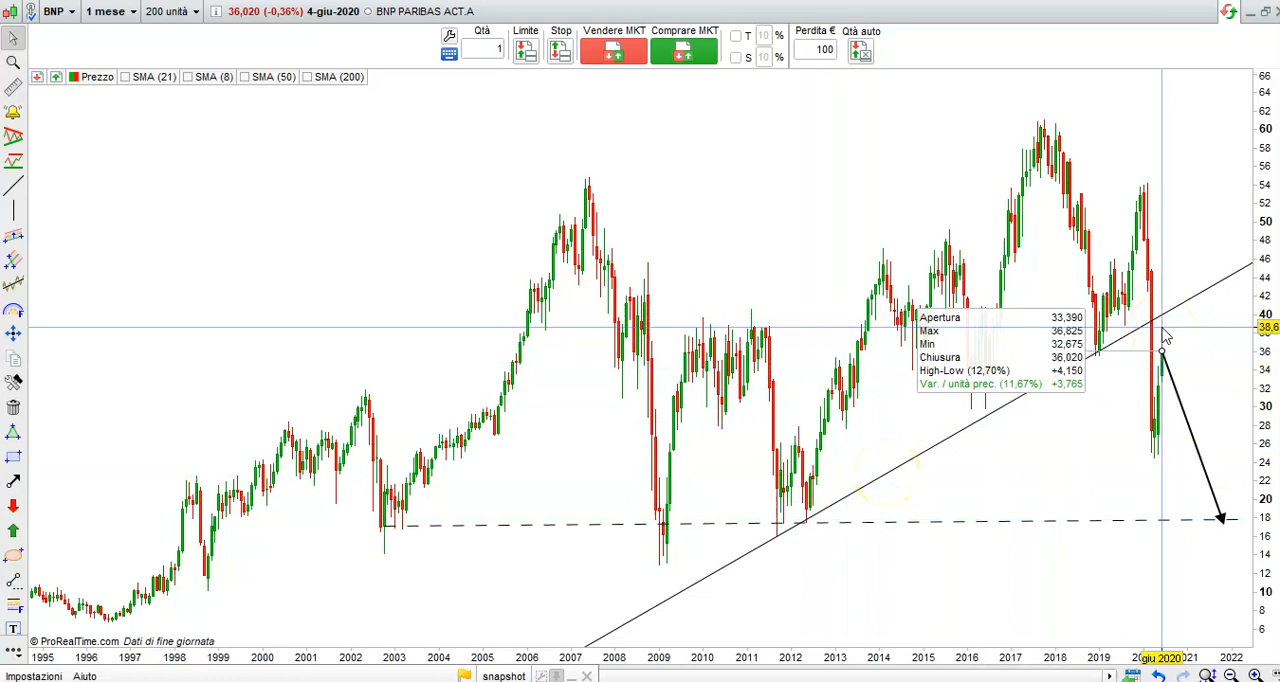 BNP 1 mese 200 unità 36,020 (-0,36%) 4-giu-2020 BNP PARIBAS ACT.A
Qtà Limite Stop Vendere MKT Comprare MKT T 10 % Perdita € Qtà auto
1 S 10 % 100
Prezzo SMA (21) SMA (8) SMA (50) SMA (200)
66
64
62
60
58
56
54
52
50
48
46
44
42
40
38,6
36
34
32
30
28
26
24
22
20
18
16
14
12
10
8
6
Apertura 33,390
Max 36,825
Min 32,675
Chiusura 36,020
High-Low (12,70%) +4,150
Var. / unità prec. (11,67%) +3,765
© ProRealTime.com Dati di fine giornata
1995 1996 1997 1998 1999 2000 2001 2002 2003 2004 2005 2006 2007 2008 2009 2010 2011 2012 2013 2014 2015 2016 2017 2018 2019 giu 2020 2022
Impostazioni Aiuto snapshot